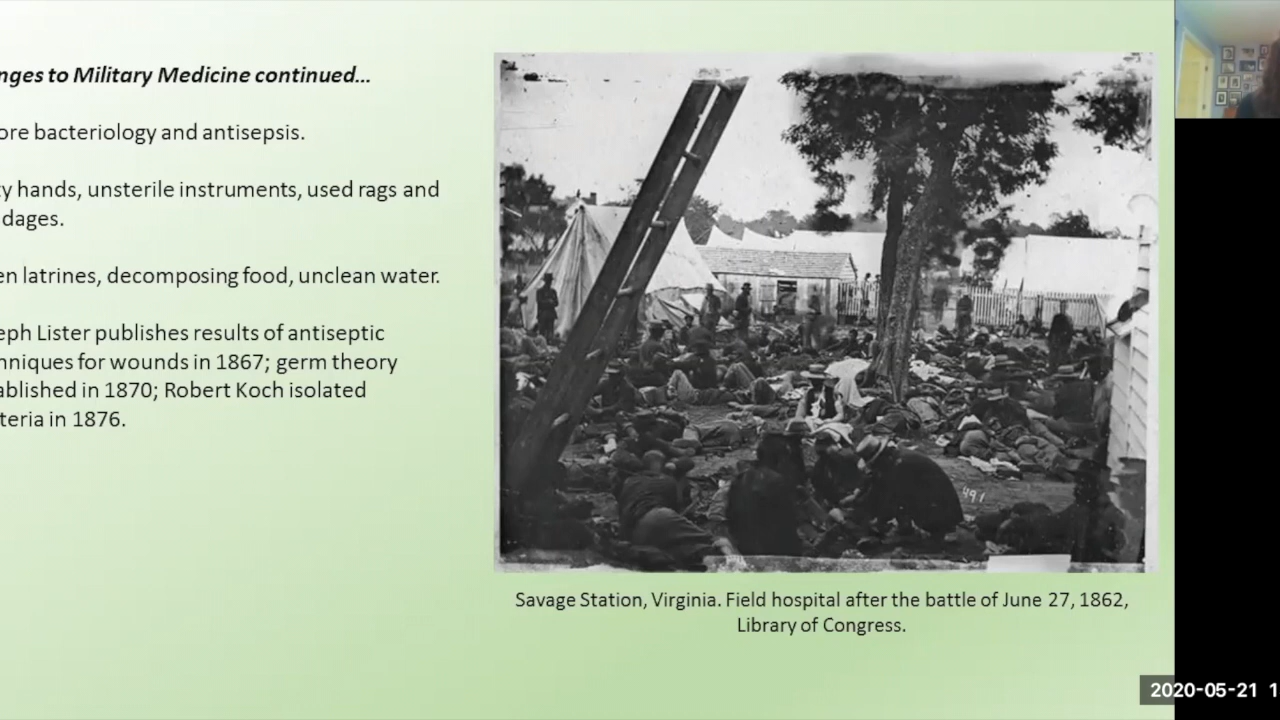 nges to Military Medicine continued...
ore bacteriology and antisepsis.
y hands, unsterile instruments, used rags and
dages.
en latrines, decomposing food, unclean water.
eph Lister publishes results of antiseptic
hniques for wounds in 1867; germ theory
ablished in 1870; Robert Koch isolated
teria in 1876.
491
Savage Station, Virginia. Field hospital after the battle of June 27, 1862,
Library of Congress.
2020-05-21 1